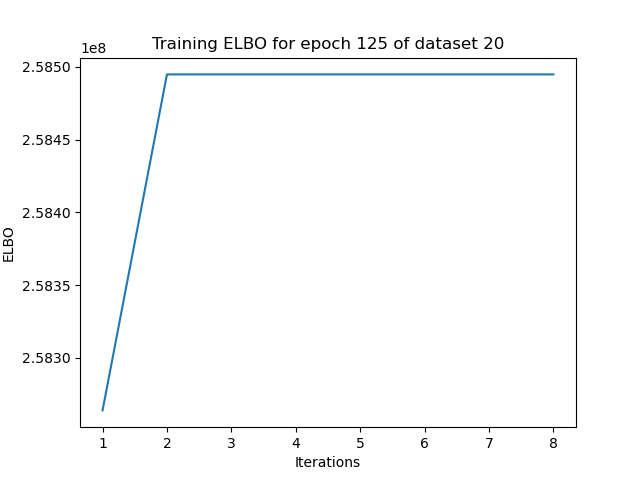 Training ELBO for epoch 125 of dataset 20
1e8
2.5850
2.5845
2.5840
2.5835
2.5830
ELBO
1 2 3 4 5 6 7 8
Iterations